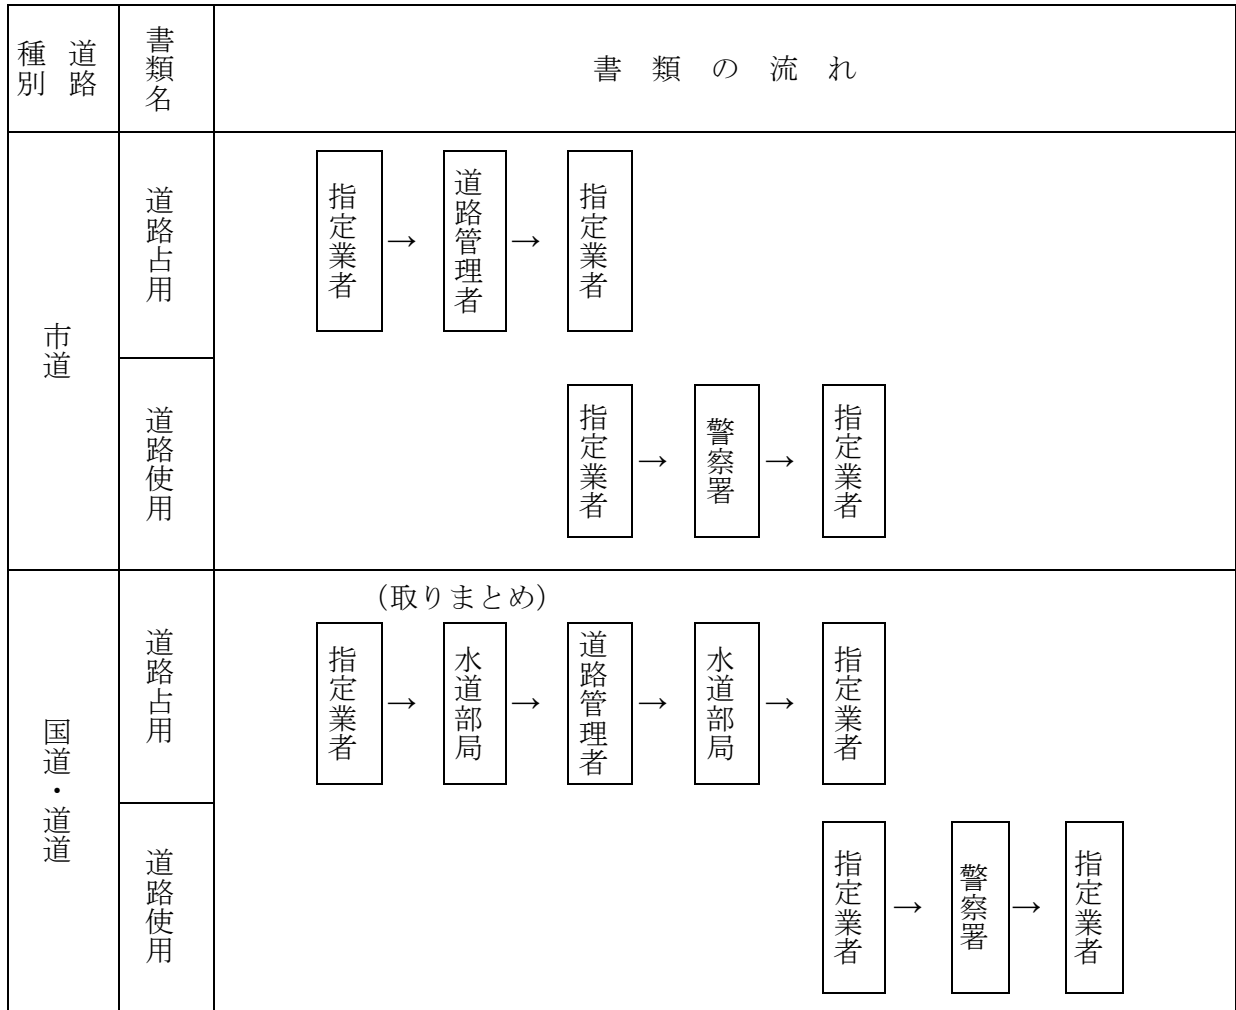 道路種別
書類名
書類の流れ
市道
道路占用
指定業者
→
道路管理者
→
指定業者
道路使用
指定業者
→
警察署
→
指定業者
国道・道道
道路占用
（取りまとめ）
指定業者
→
水道部局
→
道路管理者
→
水道部局
→
指定業者
道路使用
指定業者
→
警察署
→
指定業者